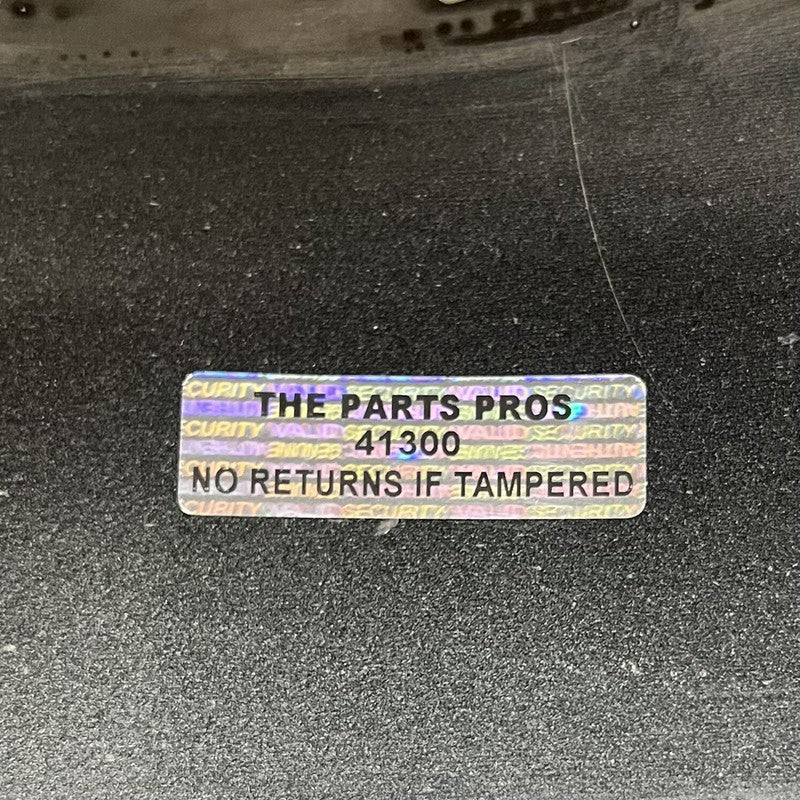 THE PARTS PROS
41300
NO RETURNS IF TAMPERED